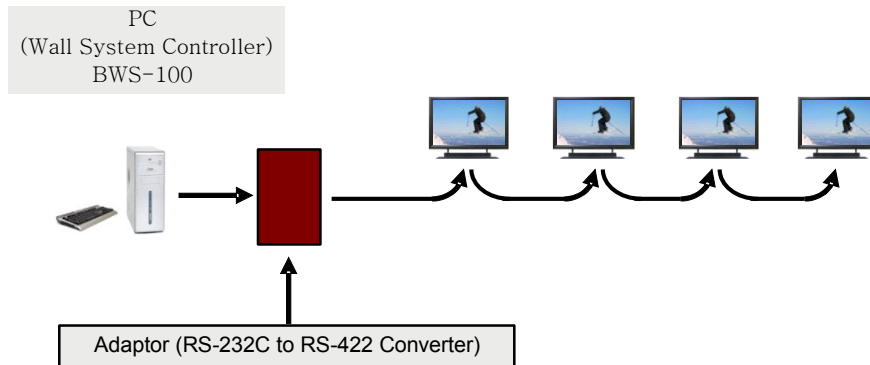 PC
(Wall System Controller)
BWS-100
Adaptor (RS-232C to RS-422 Converter)